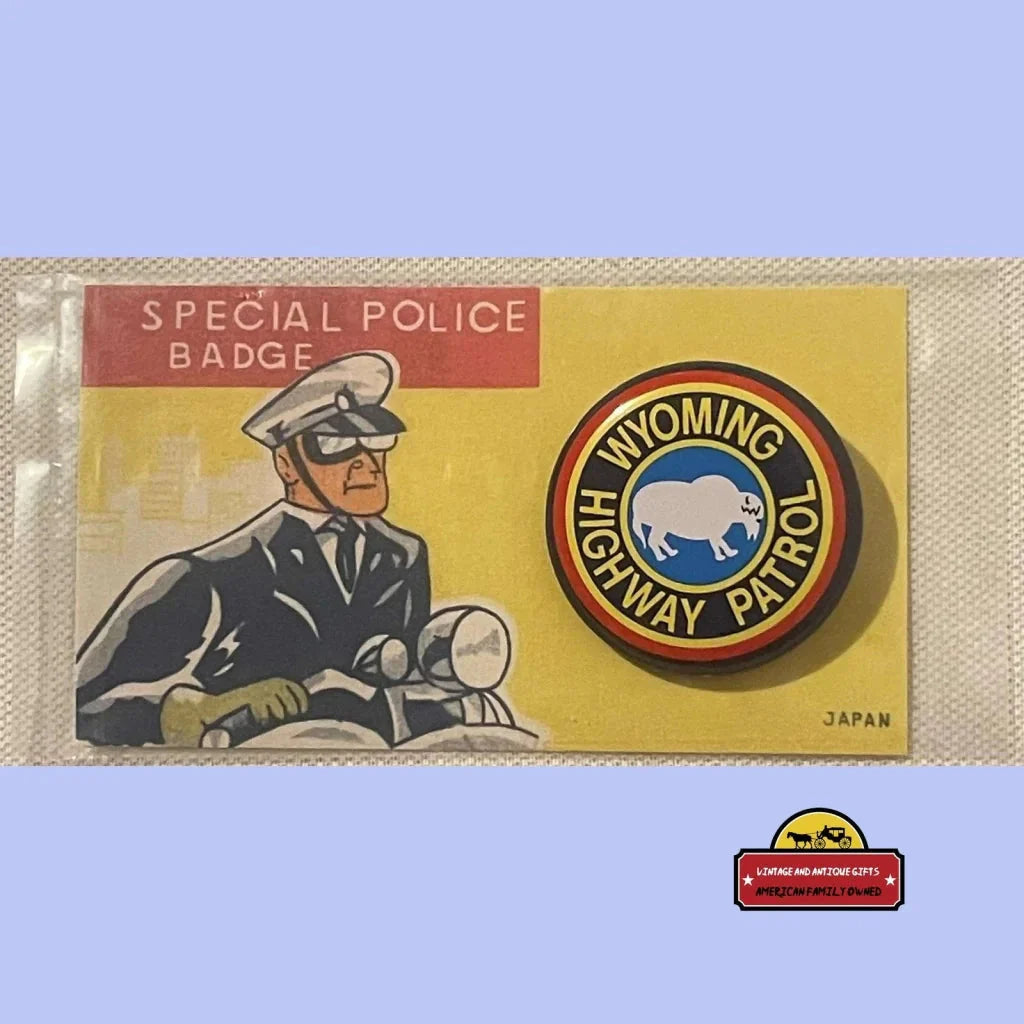 SPECIAL POLICE
BADGE
WYOMING
HIGHWAY PATROL
JAPAN
VINTAGE AND ANTIQUE GIFTS
AMERICAN FAMILY OWNED